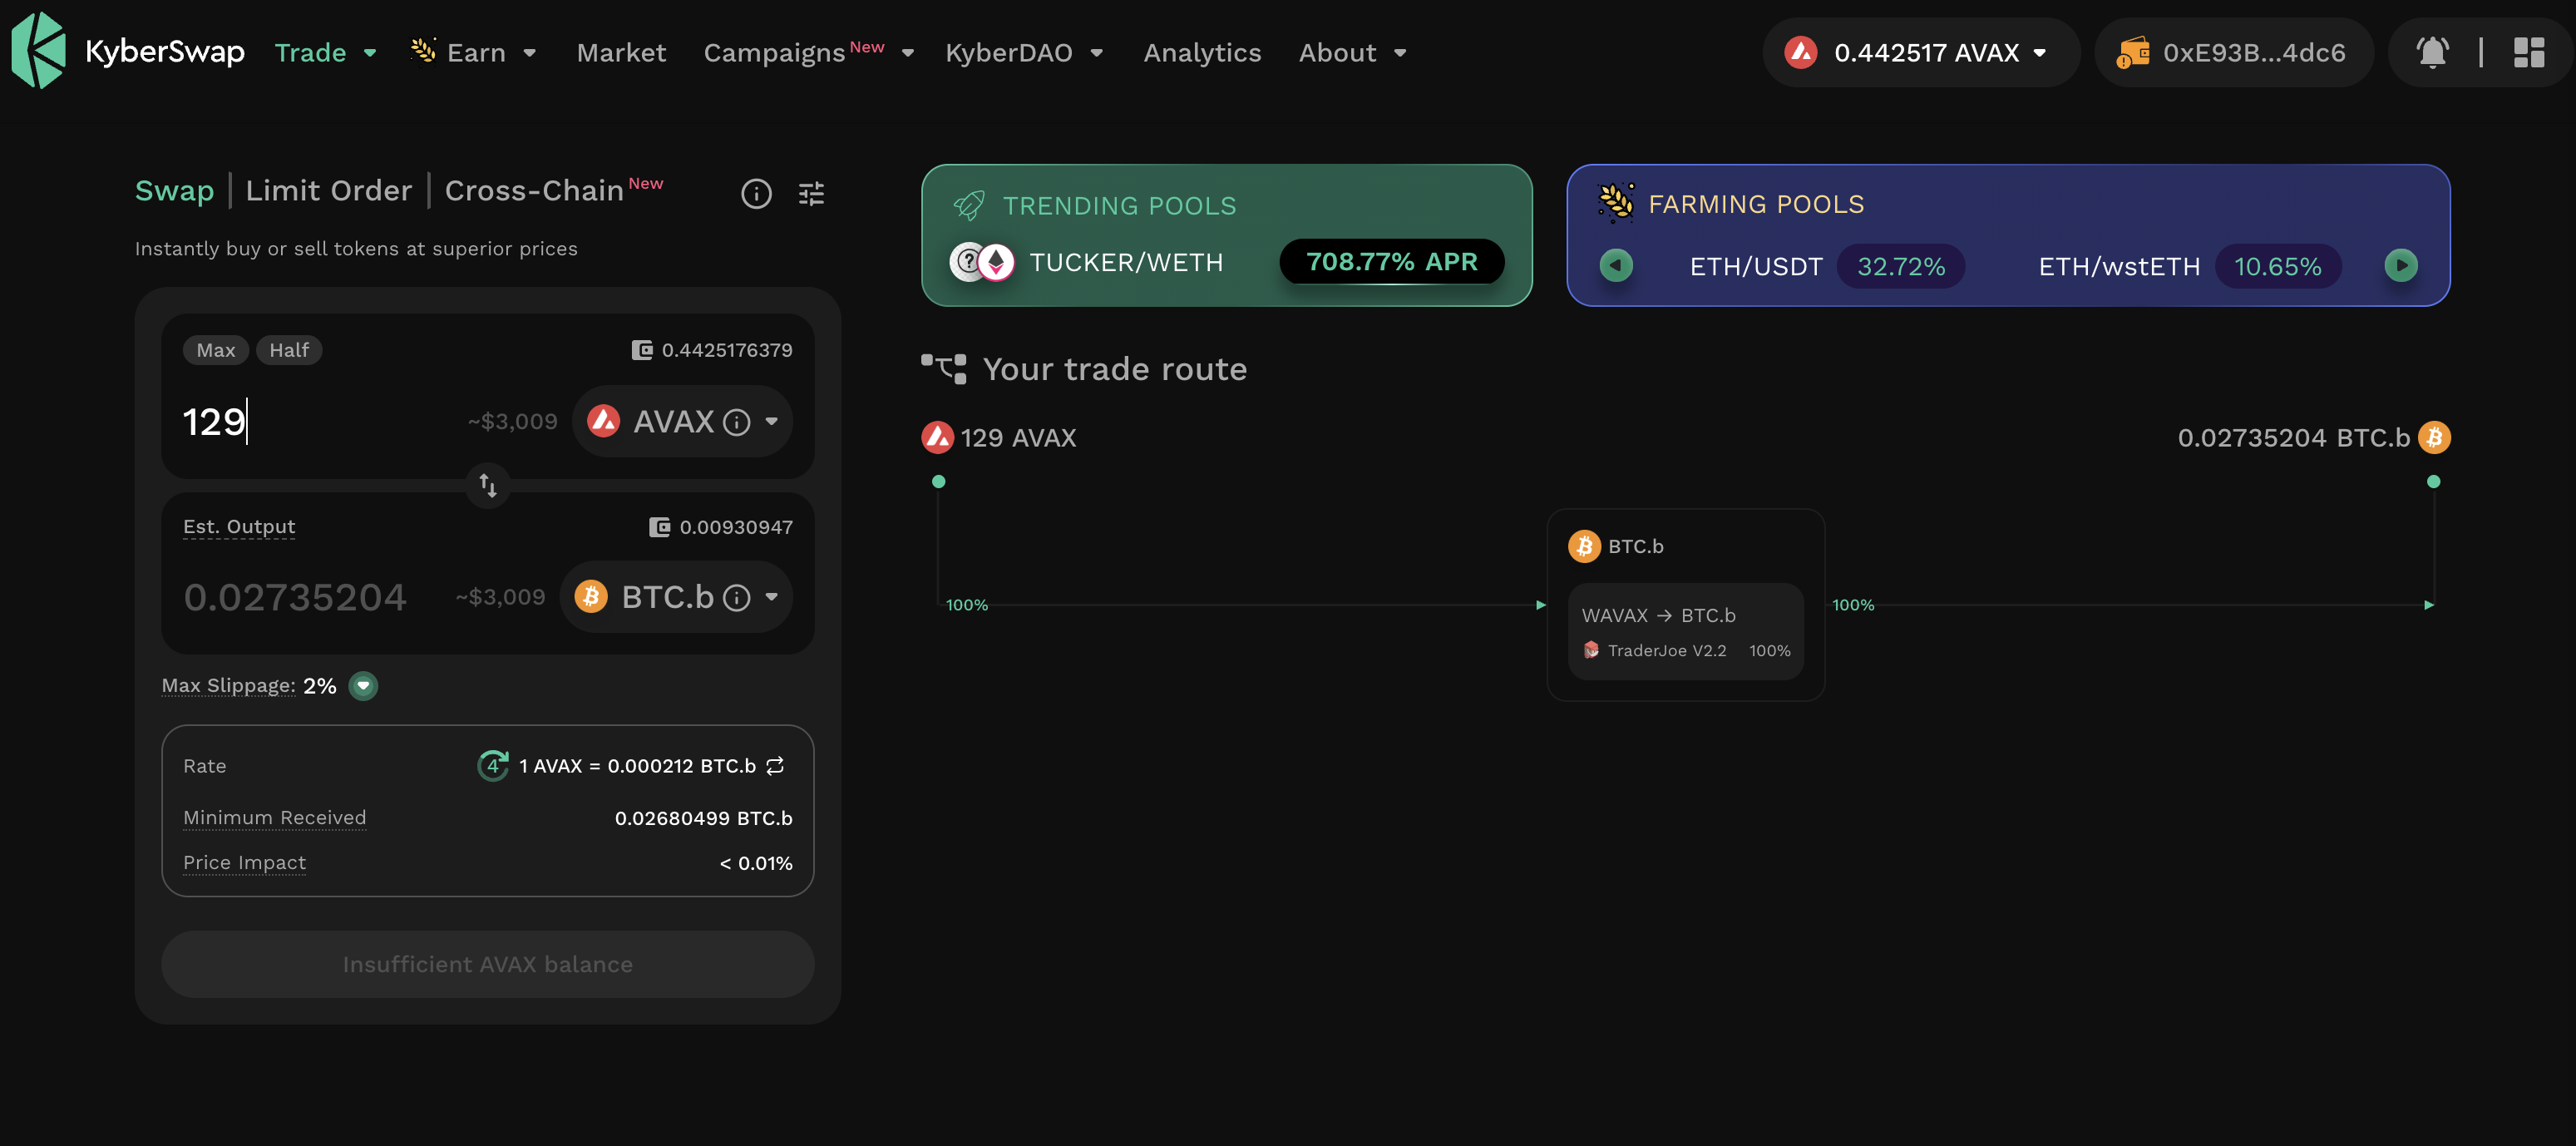 KyberSwap Trade Earn Market Campaigns New KyberDAO Analytics About 0.442517 AVAX 0xE93B...4dc6
Swap | Limit Order | Cross-Chain New
Instantly buy or sell tokens at superior prices
Max Half 0.4425176379
129 ~$3,009 AVAX
Est. Output 0.00930947
0.02735204 ~$3,009 BTC.b
Max Slippage: 2%
Rate 4 1 AVAX = 0.000212 BTC.b
Minimum Received 0.02680499 BTC.b
Price Impact < 0.01%
Insufficient AVAX balance
TRENDING POOLS
TUCKER/WETH 708.77% APR
FARMING POOLS
ETH/USDT 32.72% ETH/wstETH 10.65%
Your trade route
129 AVAX 0.02735204 BTC.b
BTC.b
100% 100%
WAVAX → BTC.b
TraderJoe V2.2 100%